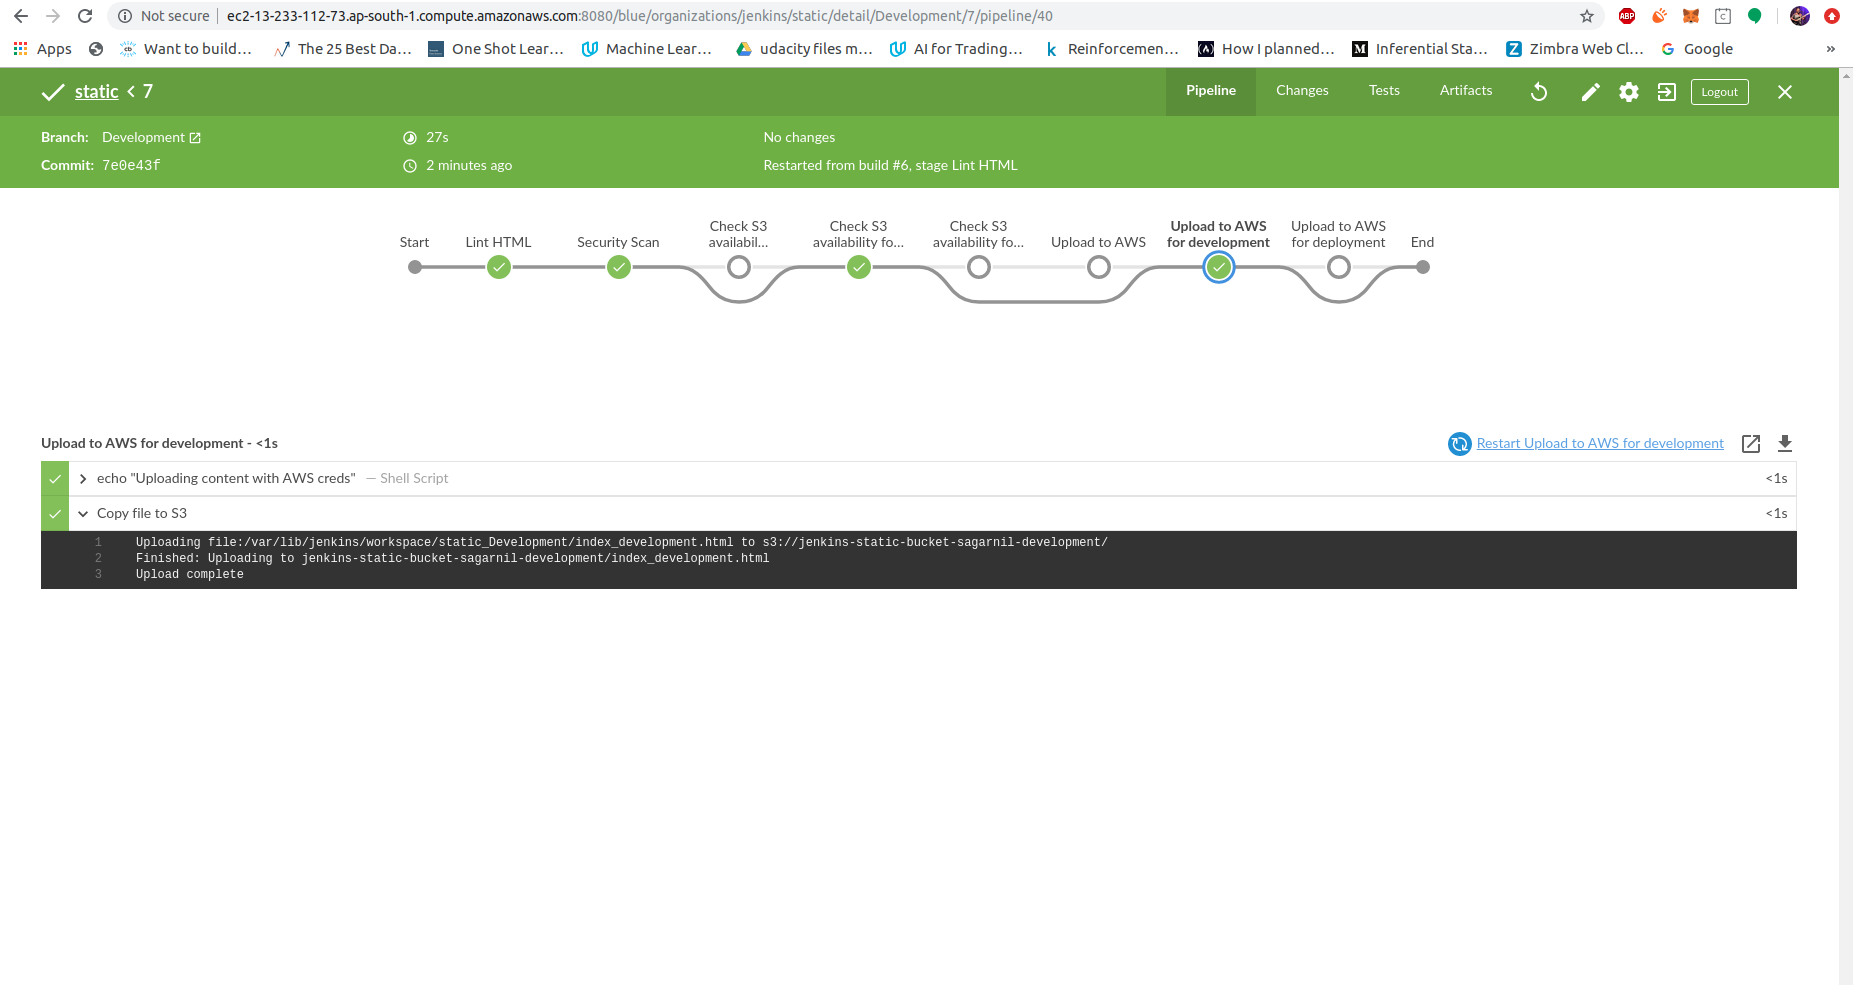 Not secure | ec2-13-233-112-73.ap-south-1.compute.amazonaws.com:8080/blue/organizations/jenkins/static/detail/Development/7/pipeline/40
ABP C
Apps cb Want to build... The 25 Best Da... One Shot Lear... Machine Lear... udacity files m... AI for Trading... k Reinforcemen... How I planned... M Inferential Sta... Z Zimbra Web Cl... G Google »
static < 7 Pipeline Changes Tests Artifacts Logout
Branch: Development 27s No changes
Commit: 7e0e43f 2 minutes ago Restarted from build #6, stage Lint HTML
Check S3 Check S3 Check S3 Upload to AWS Upload to AWS
Start Lint HTML Security Scan availabil... availability fo... availability fo... Upload to AWS for development for deployment End
Upload to AWS for development - <1s Restart Upload to AWS for development
echo "Uploading content with AWS creds" — Shell Script <1s
Copy file to S3 <1s
1 Uploading file:/var/lib/jenkins/workspace/static_Development/index_development.html to s3://jenkins-static-bucket-sagarnil-development/
2 Finished: Uploading to jenkins-static-bucket-sagarnil-development/index_development.html
3 Upload complete